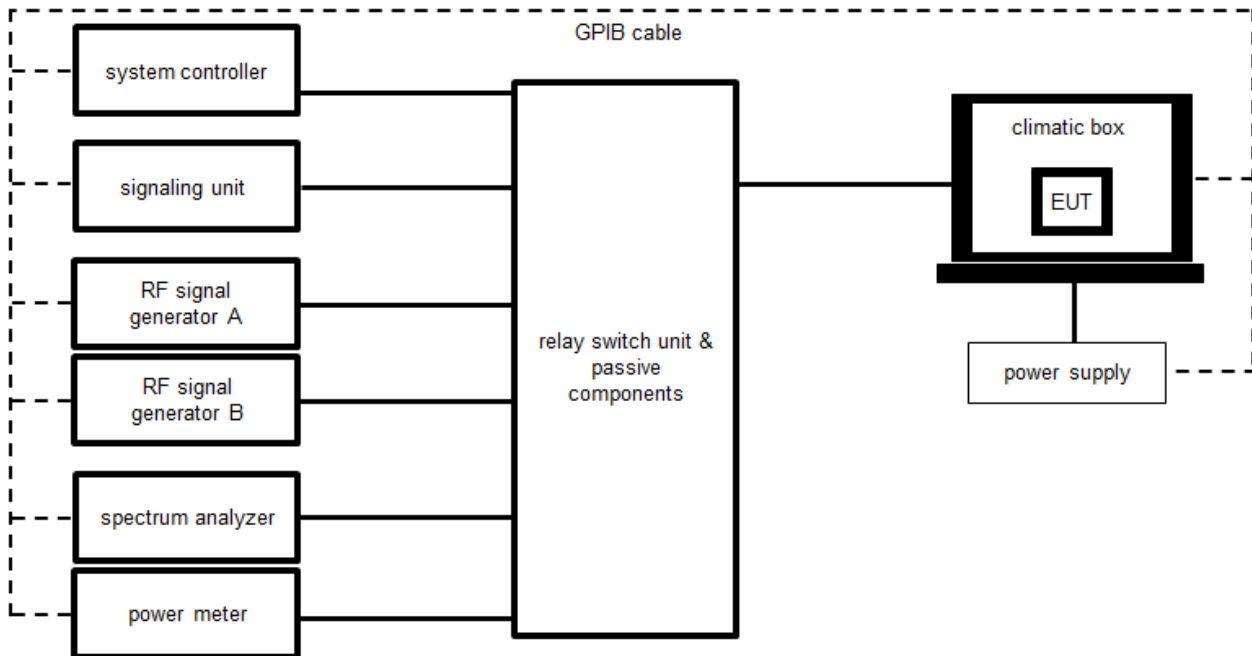 GPIB cable
system controller
signaling unit
RF signal
generator A
RF signal
generator B
spectrum analyzer
power meter
relay switch unit &
passive
components
climatic box
EUT
power supply